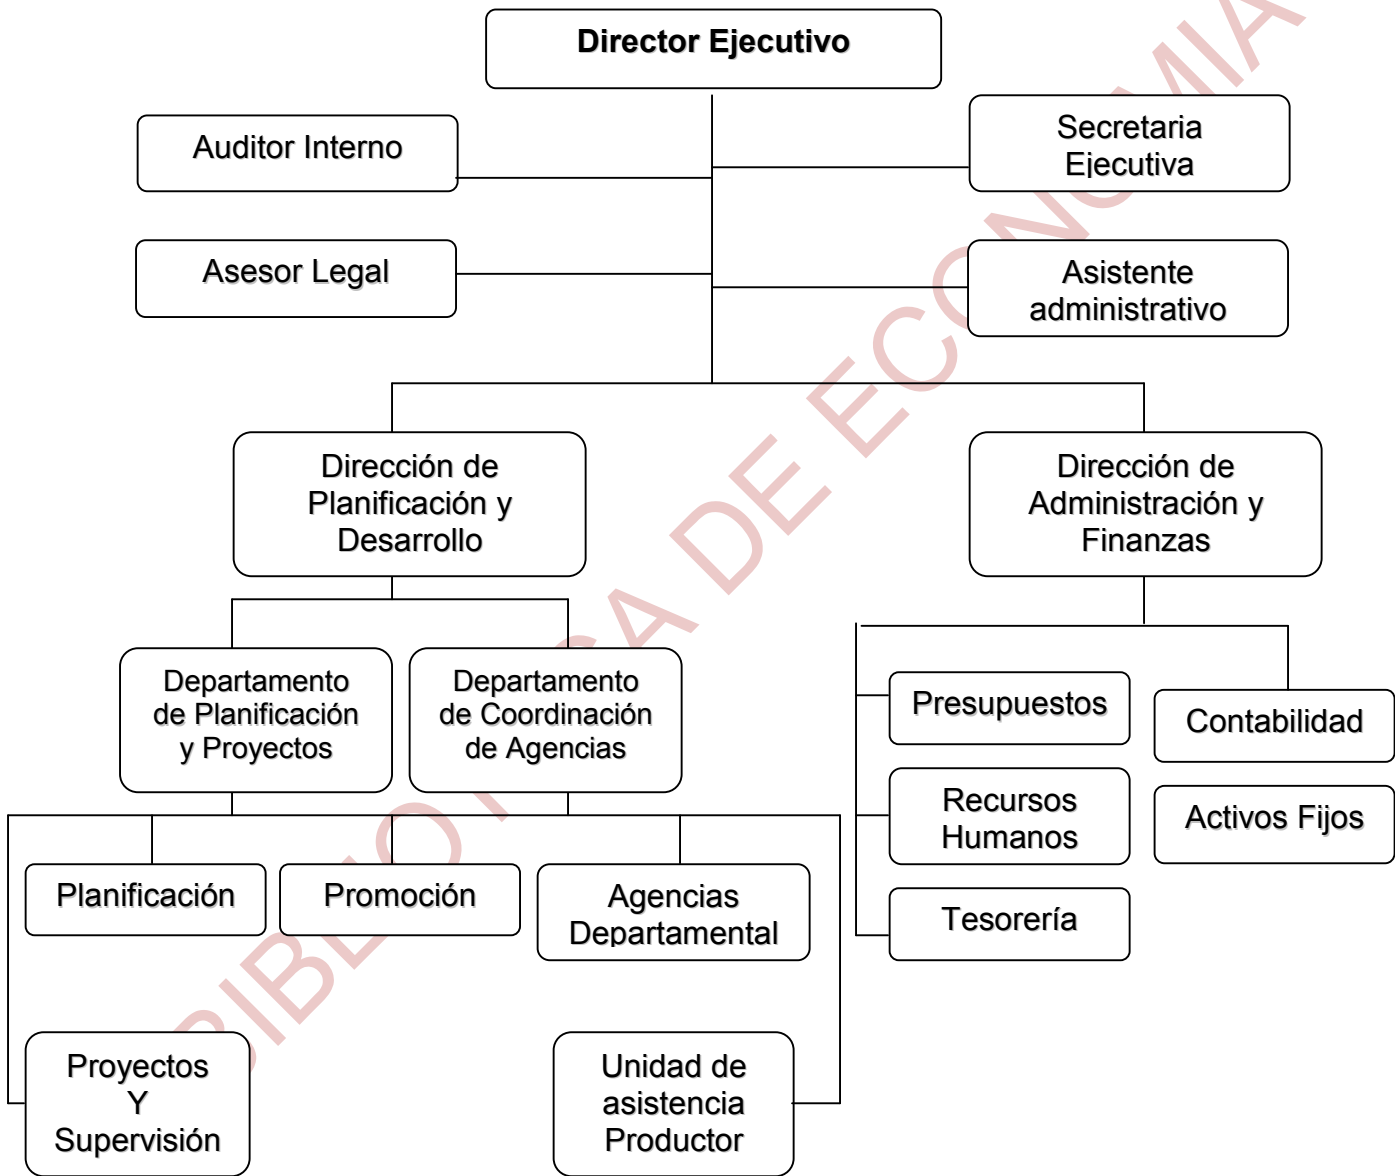 Director Ejecutivo
Auditor Interno
Secretaria
Ejecutiva
Asesor Legal
Asistente
administrativo
Dirección de
Planificación y
Desarrollo
Dirección de
Administración y
Finanzas
Departamento
de Planificación
y Proyectos
Departamento
de Coordinación
de Agencias
Presupuestos
Contabilidad
Recursos
Humanos
Activos Fijos
Tesorería
Planificación
Promoción
Agencias
Departamental
Proyectos
Y
Supervisión
Unidad de
asistencia
Productor
BIBLIOTECA DE ECONOMIA